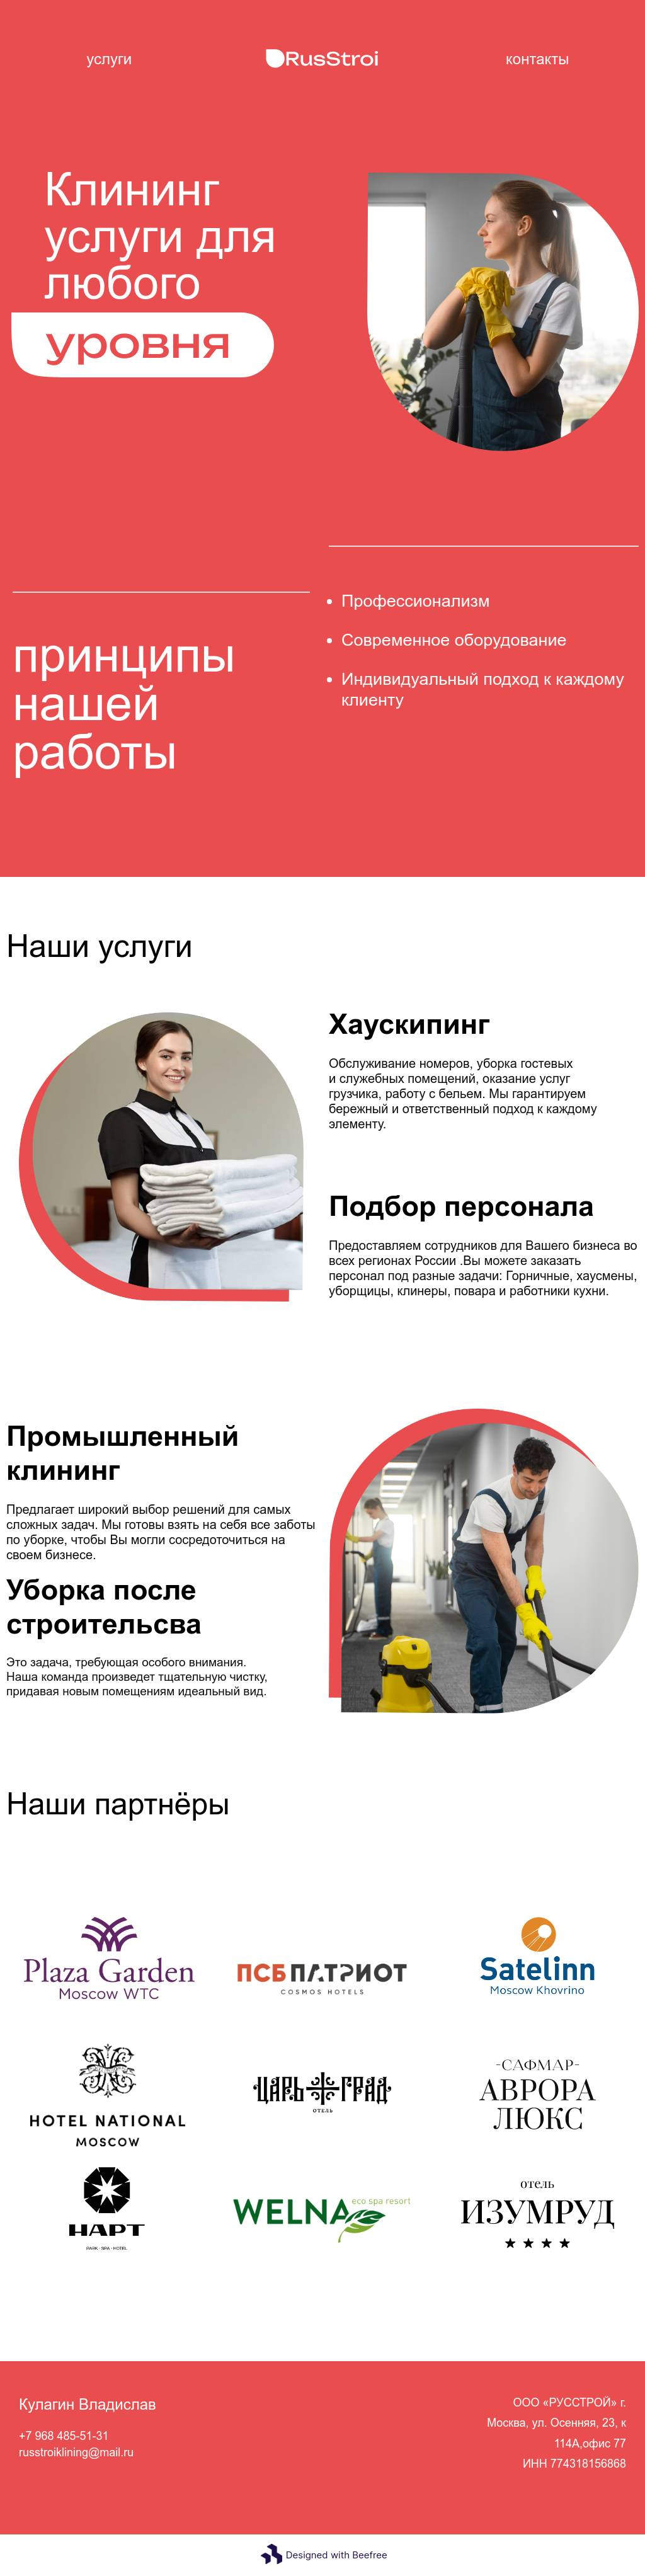 услуги
RusStroi
контакты
Клининг
услуги для
любого
уровня
Профессионализм
Современное оборудование
Индивидуальный подход к каждому
клиенту
принципы
нашей
работы
Наши услуги
Хаускипинг
Обслуживание номеров, уборка гостевых
и служебных помещений, оказание услуг
грузчика, работу с бельем. Мы гарантируем
бережный и ответственный подход к каждому
элементу.
Подбор персонала
Предоставляем сотрудников для Вашего бизнеса во
всех регионах России .Вы можете заказать
персонал под разные задачи: Горничные, хаусмены,
уборщицы, клинеры, повара и работники кухни.
Промышленный
клининг
Предлагает широкий выбор решений для самых
сложных задач. Мы готовы взять на себя все заботы
по уборке, чтобы Вы могли сосредоточиться на
своем бизнесе.
Уборка после
строительсва
Это задача, требующая особого внимания.
Наша команда произведет тщательную чистку,
придавая новым помещениям идеальный вид.
Наши партнёры
Plaza Garden
Moscow WTC
ПСБ ПАТРИОТ
COSMOS HOTELS
Satelinn
Moscow Khovrino
HOTEL NATIONAL
MOSCOW
ЦАРЬ ГРАД
ОТЕЛЬ
-САФМАР-
АВРОРА
ЛЮКС
НАРТ
PARK · SPA · HOTEL
WELNA
eco spa resort
отель
ИЗУМРУД
Кулагин Владислав
+7 968 485-51-31
russtroiklining@mail.ru
ООО «РУССТРОЙ» г.
Москва, ул. Осенняя, 23, к
114А,офис 77
ИНН 774318156868
Designed with Beefree